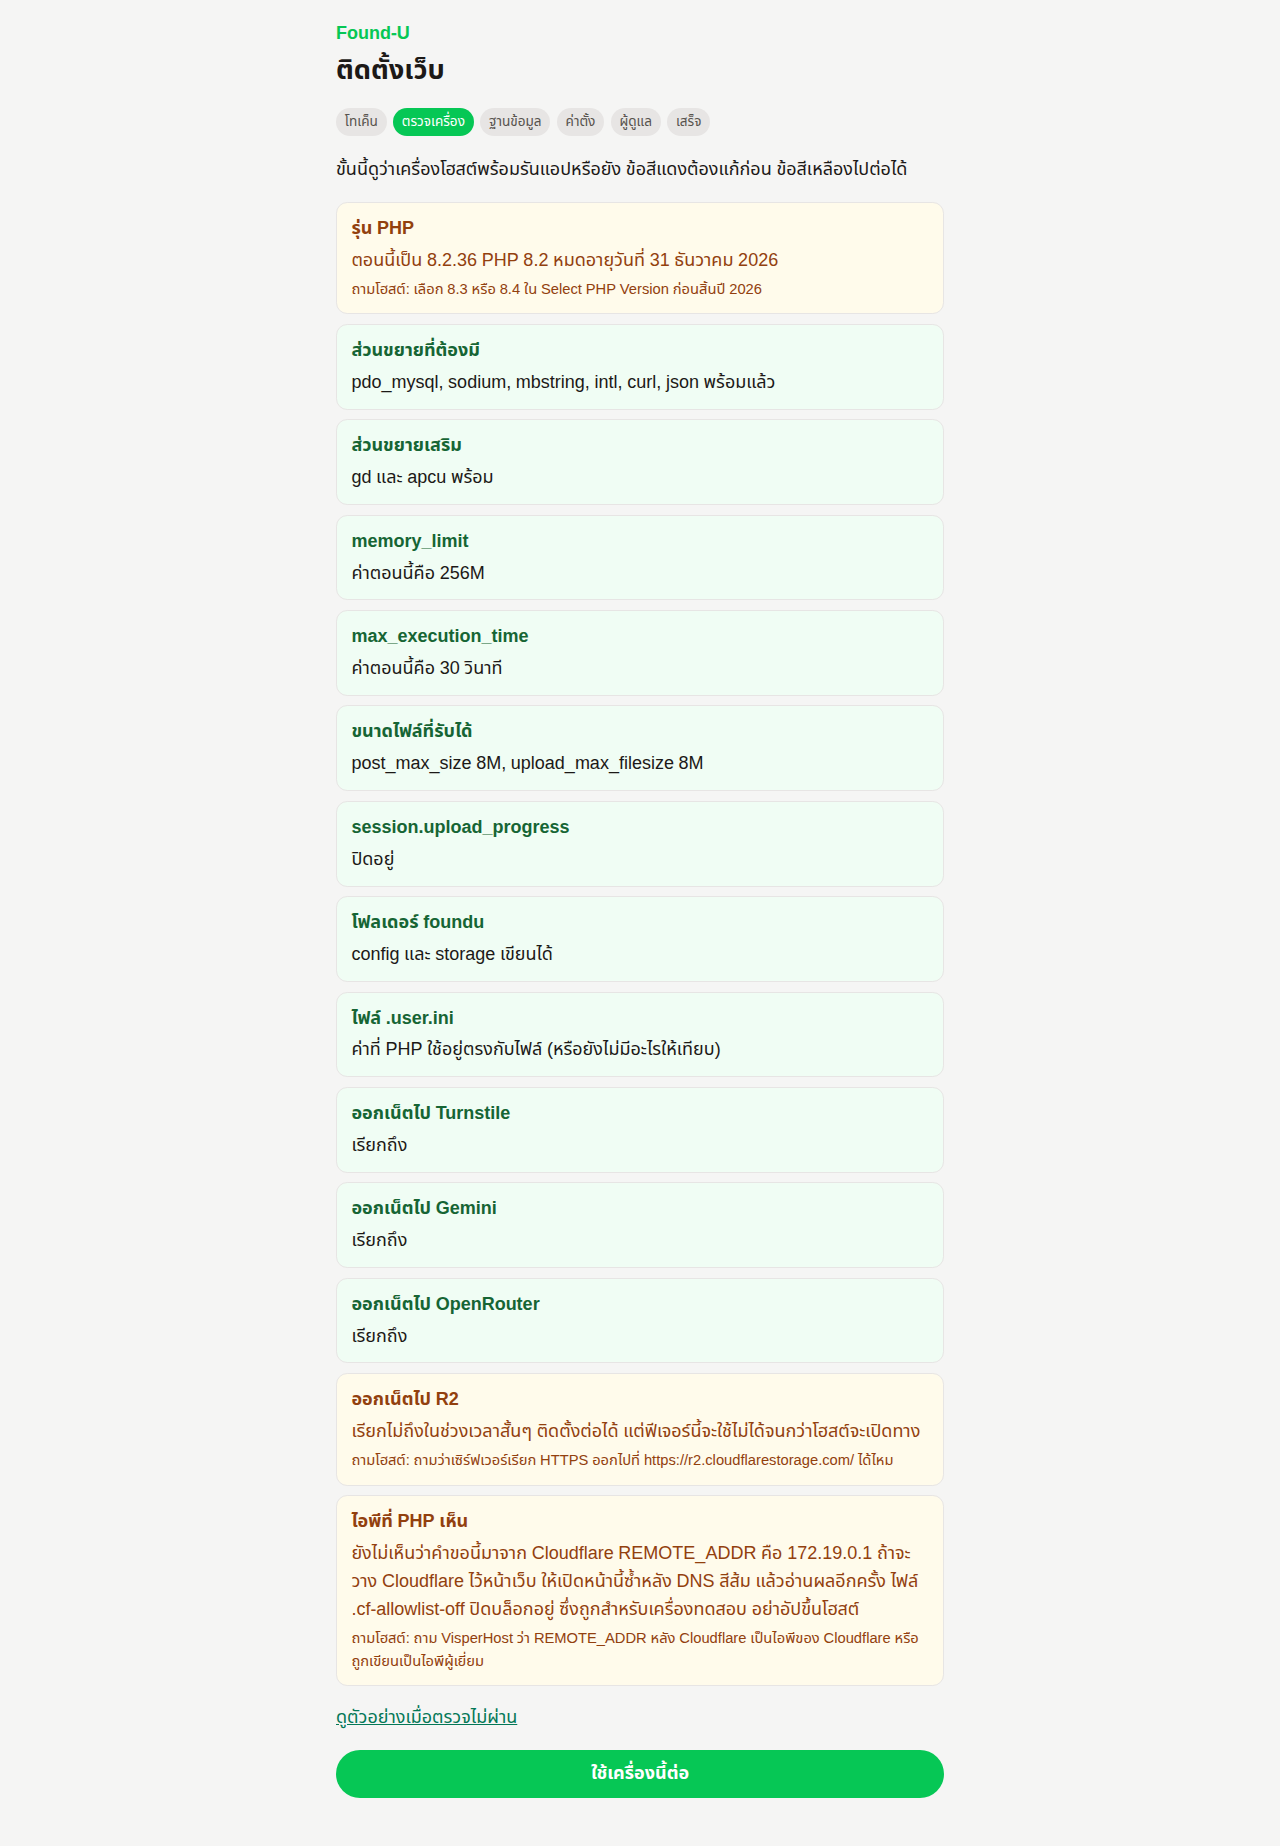 Found-U
ติดตั้งเว็บ
โทเค็น
ตรวจเครื่อง
ฐานข้อมูล
ค่าตั้ง
ผู้ดูแล
เสร็จ
ขั้นนี้ดูว่าเครื่องโฮสต์พร้อมรันแอปหรือยัง ข้อสีแดงต้องแก้ก่อน ข้อสีเหลืองไปต่อได้
รุ่น PHP
ตอนนี้เป็น 8.2.36 PHP 8.2 หมดอายุวันที่ 31 ธันวาคม 2026
ถามโฮสต์: เลือก 8.3 หรือ 8.4 ใน Select PHP Version ก่อนสิ้นปี 2026
ส่วนขยายที่ต้องมี
pdo_mysql, sodium, mbstring, intl, curl, json พร้อมแล้ว
ส่วนขยายเสริม
gd และ apcu พร้อม
memory_limit
ค่าตอนนี้คือ 256M
max_execution_time
ค่าตอนนี้คือ 30 วินาที
ขนาดไฟล์ที่รับได้
post_max_size 8M, upload_max_filesize 8M
session.upload_progress
ปิดอยู่
โฟลเดอร์ foundu
config และ storage เขียนได้
ไฟล์ .user.ini
ค่าที่ PHP ใช้อยู่ตรงกับไฟล์ (หรือยังไม่มีอะไรให้เทียบ)
ออกเน็ตไป Turnstile
เรียกถึง
ออกเน็ตไป Gemini
เรียกถึง
ออกเน็ตไป OpenRouter
เรียกถึง
ออกเน็ตไป R2
เรียกไม่ถึงในช่วงเวลาสั้นๆ ติดตั้งต่อได้ แต่ฟีเจอร์นี้จะใช้ไม่ได้จนกว่าโฮสต์จะเปิดทาง
ถามโฮสต์: ถามว่าเซิร์ฟเวอร์เรียก HTTPS ออกไปที่ https://r2.cloudflarestorage.com/ ได้ไหม
ไอพีที่ PHP เห็น
ยังไม่เห็นว่าคำขอนี้มาจาก Cloudflare REMOTE_ADDR คือ 172.19.0.1 ถ้าจะ
วาง Cloudflare ไว้หน้าเว็บ ให้เปิดหน้านี้ซ้ำหลัง DNS สีส้ม แล้วอ่านผลอีกครั้ง ไฟล์
.cf-allowlist-off ปิดบล็อกอยู่ ซึ่งถูกสำหรับเครื่องทดสอบ อย่าอัปขึ้นโฮสต์
ถามโฮสต์: ถาม VisperHost ว่า REMOTE_ADDR หลัง Cloudflare เป็นไอพีของ Cloudflare หรือ
ถูกเขียนเป็นไอพีผู้เยี่ยม
ดูตัวอย่างเมื่อตรวจไม่ผ่าน
ใช้เครื่องนี้ต่อ